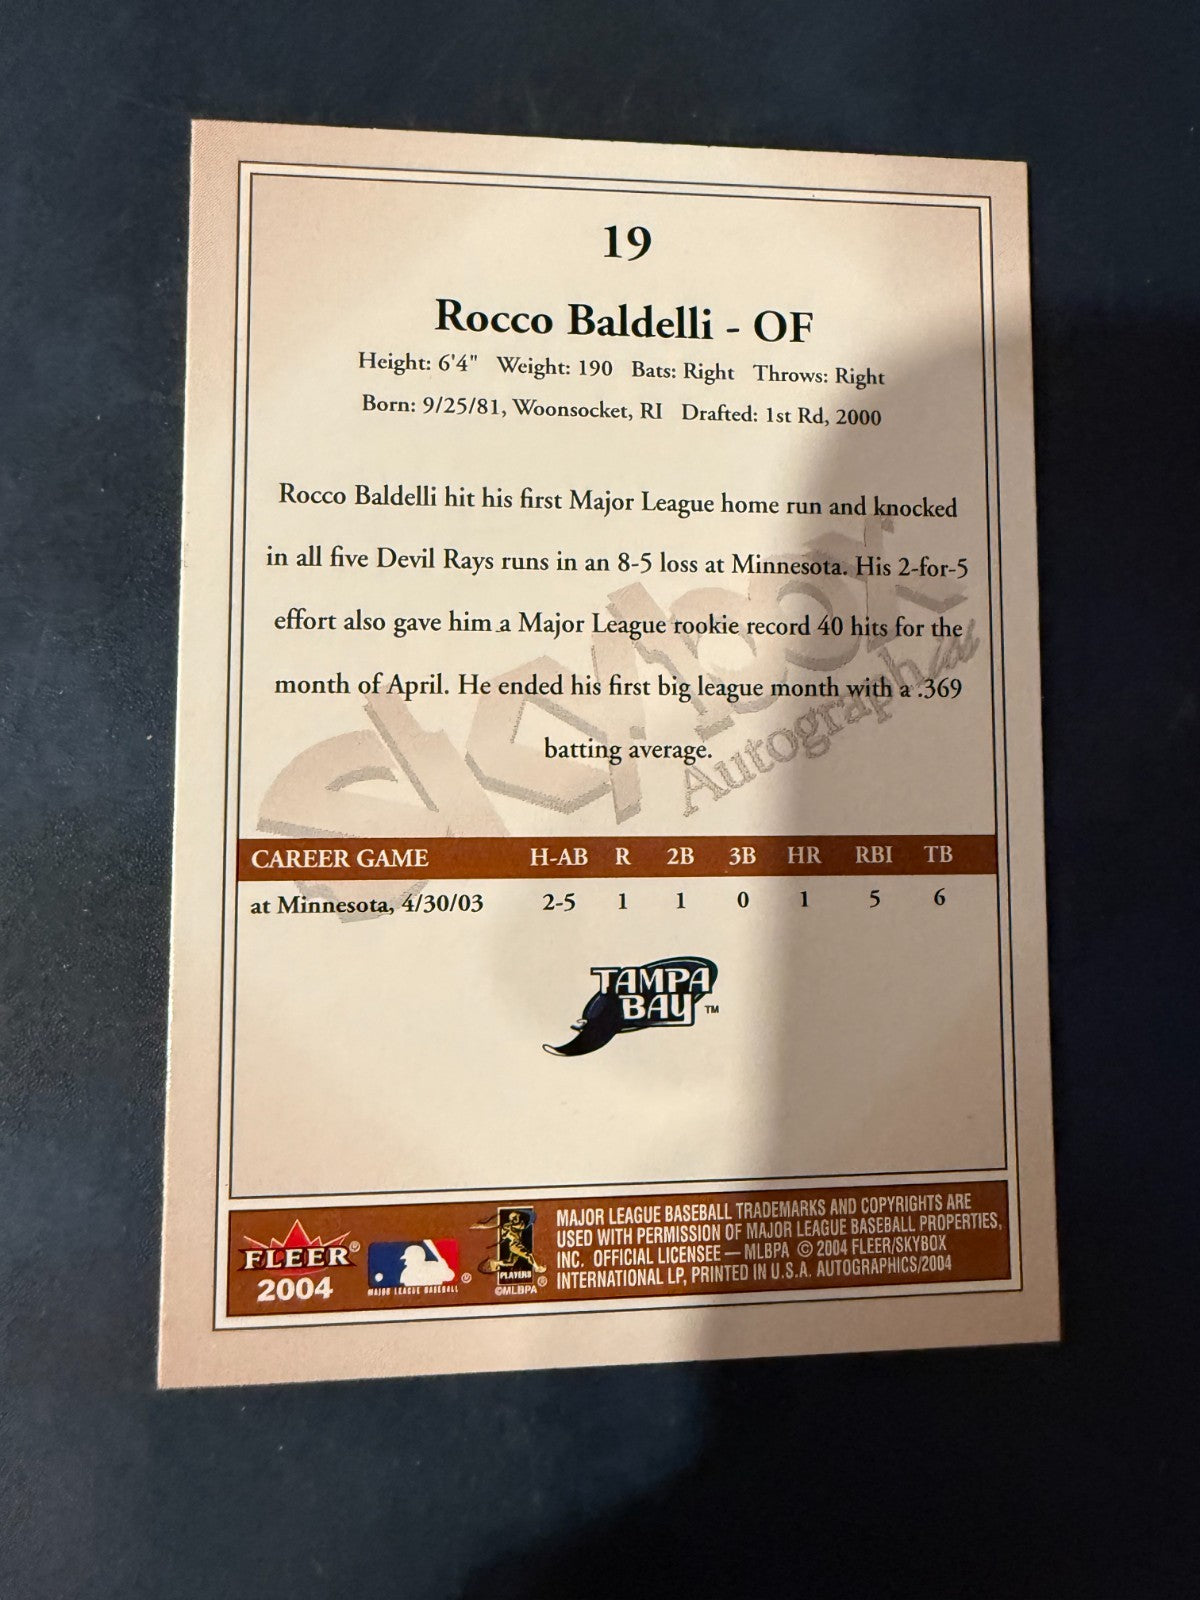 19
Rocco Baldelli - OF
Height: 6'4" Weight: 190 Bats: Right Throws: Right
Born: 9/25/81, Woonsocket, RI Drafted: 1st Rd, 2000
Rocco Baldelli hit his first Major League home run and knocked
in all five Devil Rays runs in an 8-5 loss at Minnesota. His 2-for-5
effort also gave him a Major League rookie record 40 hits for the
month of April. He ended his first big league month with a .369
batting average.
skybox
Autographics
CAREER GAME H-AB R 2B 3B HR RBI TB
at Minnesota, 4/30/03 2-5 1 1 0 1 5 6
TAMPA
BAY ™
FLEER®
2004
MAJOR LEAGUE BASEBALL ®
PLAYERS ®
©MLBPA
MAJOR LEAGUE BASEBALL TRADEMARKS AND COPYRIGHTS ARE
USED WITH PERMISSION OF MAJOR LEAGUE BASEBALL PROPERTIES,
INC. OFFICIAL LICENSEE — MLBPA © 2004 FLEER/SKYBOX
INTERNATIONAL LP, PRINTED IN U.S.A. AUTOGRAPHICS/2004